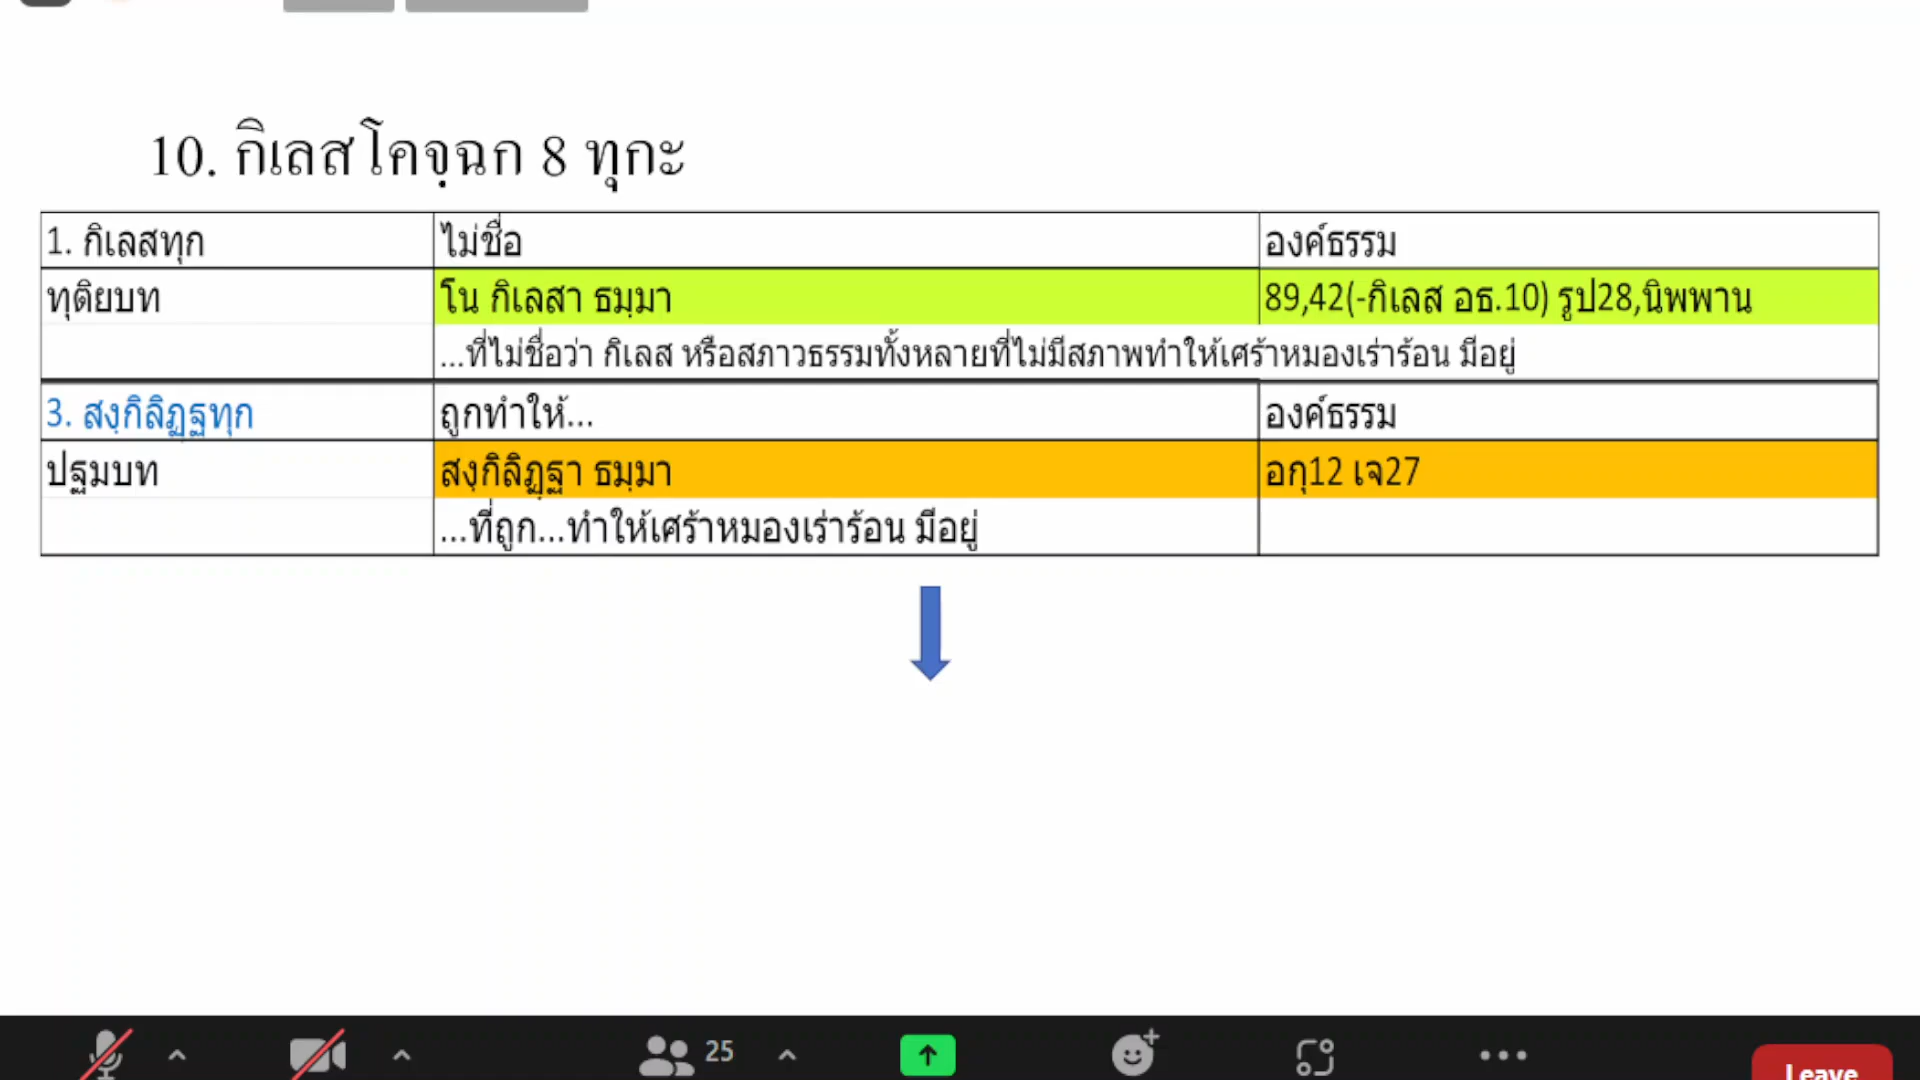 10. กิเลสโคจฺฉก 8 ทุกะ
1. กิเลสทุก ไม่ชื่อ องค์ธรรม
ทุติยบท โน กิเลสา ธมฺมา 89,42(-กิเลส อธ.10) รูป28,นิพพาน
...ที่ไม่ชื่อว่า กิเลส หรือสภาวธรรมทั้งหลายที่ไม่มีสภาพทำให้เศร้าหมองเร่าร้อน มีอยู่
3. สงฺกิลิฏฺฐทุก ถูกทำให้... องค์ธรรม
ปฐมบท สงฺกิลิฏฺฐา ธมฺมา อกุ12 เจ27
...ที่ถูก...ทำให้เศร้าหมองเร่าร้อน มีอยู่
25
Leave